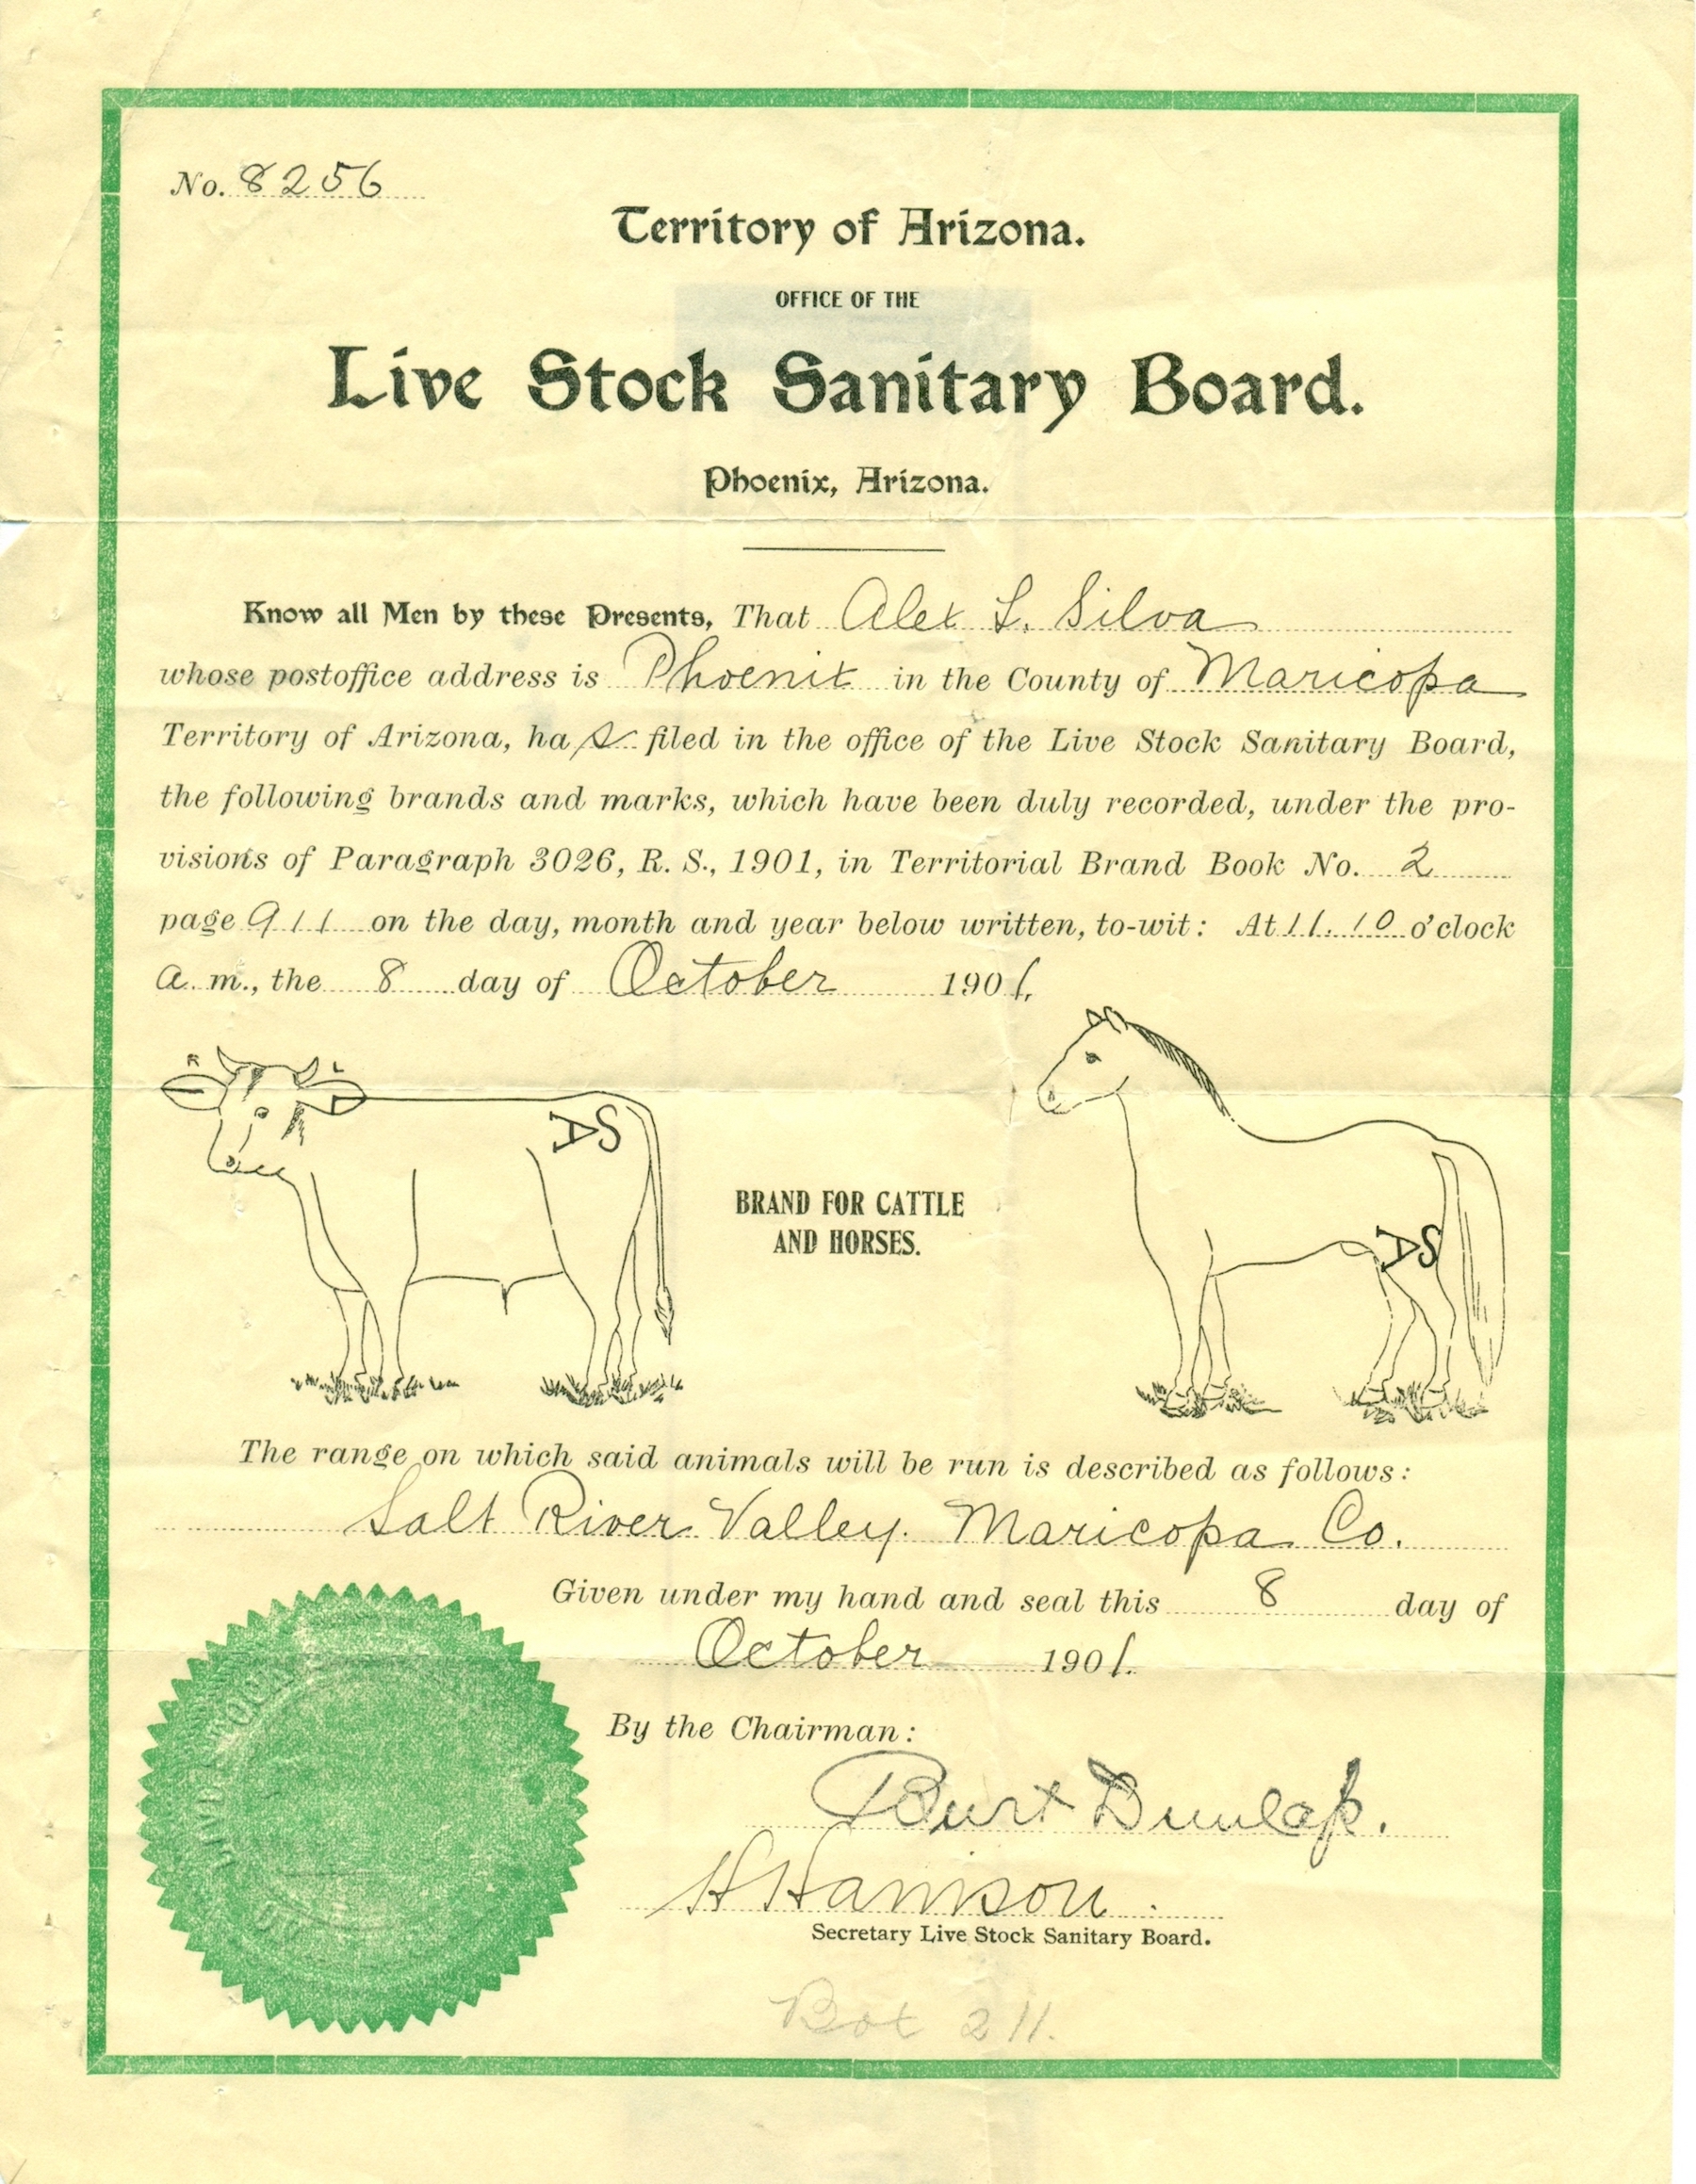 No. 8256
Territory of Arizona.
OFFICE OF THE
Live Stock Sanitary Board.
Phoenix, Arizona.
Know all Men by these Presents, That Alex L. Silva
whose postoffice address is Phoenix in the County of Maricopa
Territory of Arizona, has filed in the office of the Live Stock Sanitary Board,
the following brands and marks, which have been duly recorded, under the pro-
visions of Paragraph 3026, R. S., 1901, in Territorial Brand Book No. 2
page 911 on the day, month and year below written, to-wit: At 11.10 o'clock
a. m., the 8 day of October 1901.
R L
AS
AS
BRAND FOR CATTLE
AND HORSES.
The range on which said animals will be run is described as follows:
Salt River Valley. Maricopa Co.
Given under my hand and seal this 8 day of
October 1901.
By the Chairman:
Burt Dunlap.
H Harrison.
Secretary Live Stock Sanitary Board.
Box 211.
LIVE STOCK